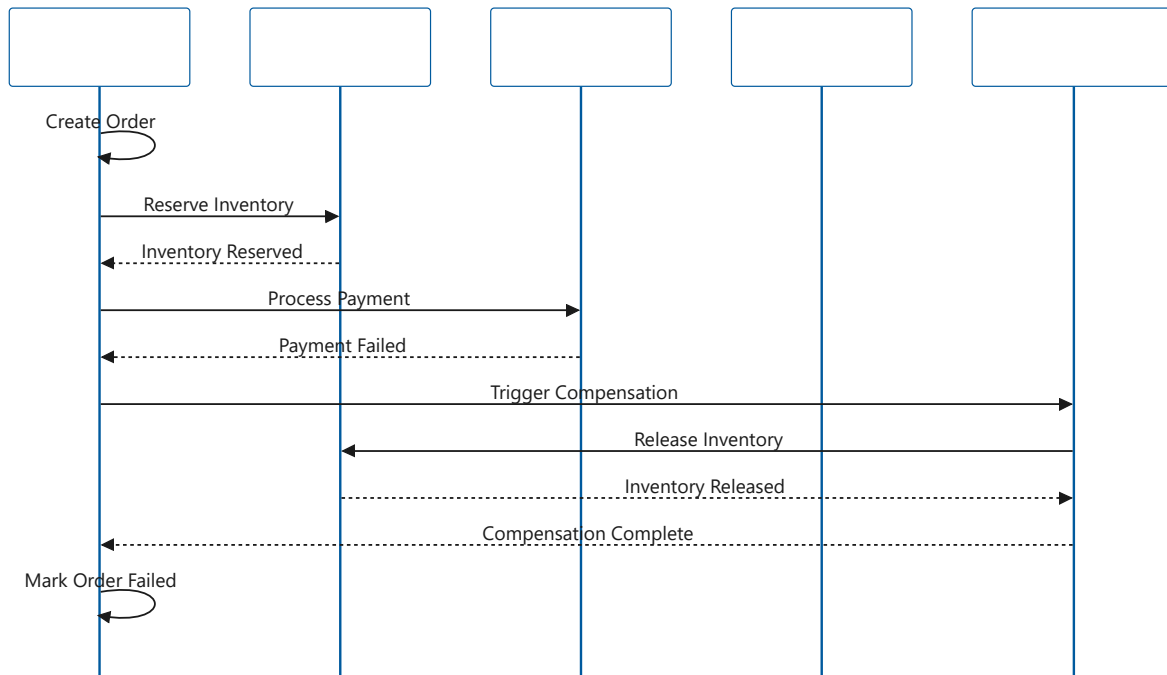 Create Order
Reserve Inventory
Inventory Reserved
Process Payment
Payment Failed
Trigger Compensation
Release Inventory
Inventory Released
Compensation Complete
Mark Order Failed